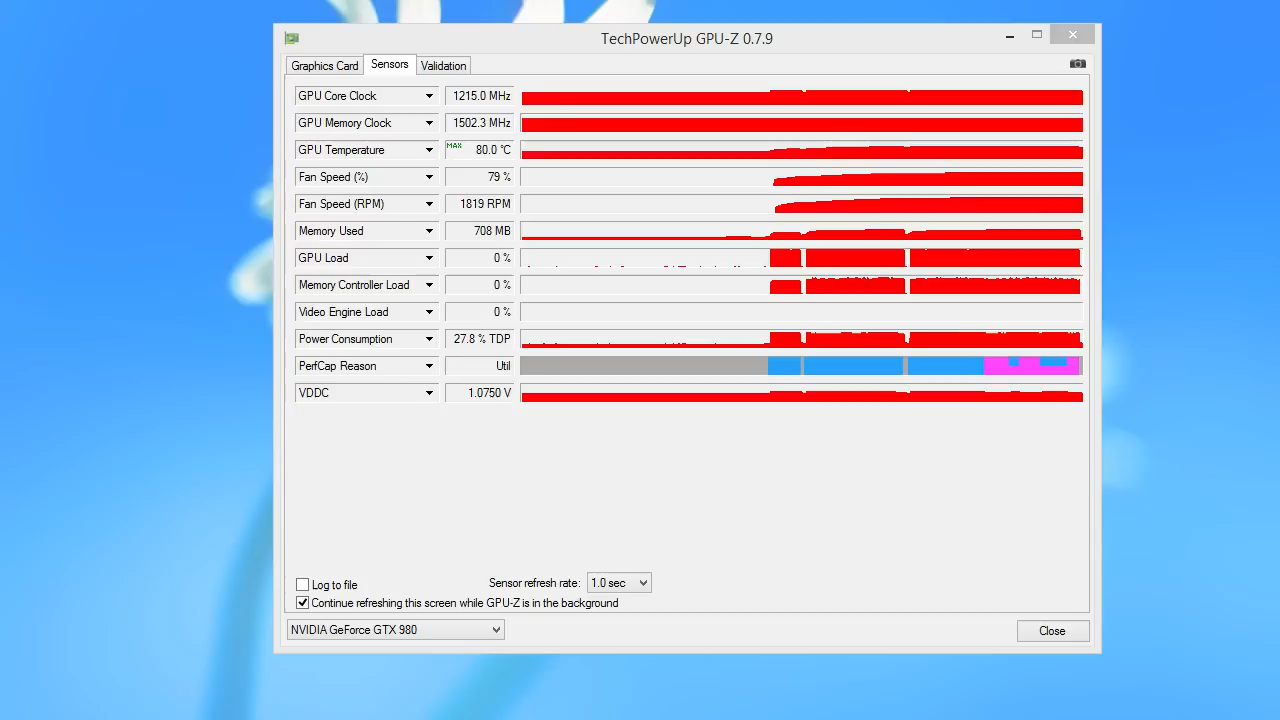 TechPowerUp GPU-Z 0.7.9
Graphics Card Sensors Validation
GPU Core Clock 1215.0 MHz
GPU Memory Clock 1502.3 MHz
GPU Temperature MAX 80.0 °C
Fan Speed (%) 79 %
Fan Speed (RPM) 1819 RPM
Memory Used 708 MB
GPU Load 0 %
Memory Controller Load 0 %
Video Engine Load 0 %
Power Consumption 27.8 % TDP
PerfCap Reason Util
VDDC 1.0750 V
Log to file Sensor refresh rate: 1.0 sec
Continue refreshing this screen while GPU-Z is in the background
NVIDIA GeForce GTX 980 Close